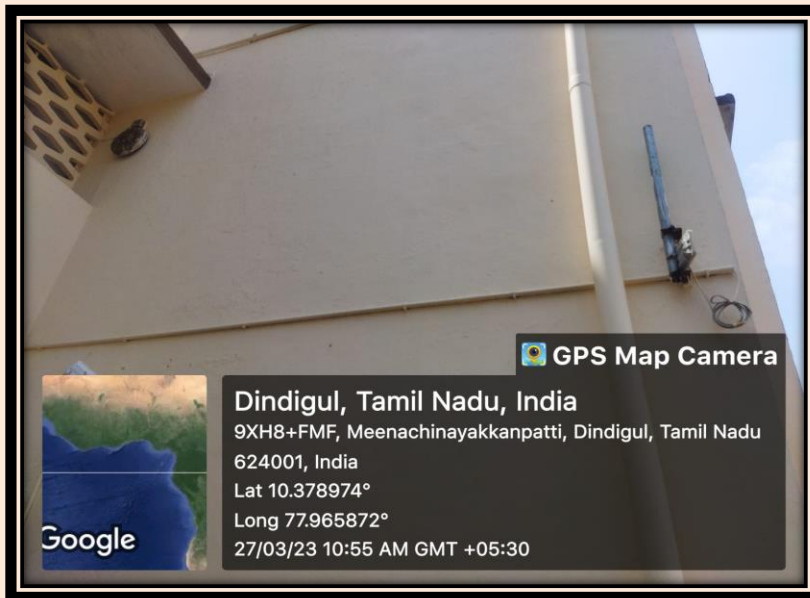 GPS Map Camera
Dindigul, Tamil Nadu, India
9XH8+FMF, Meenachinayakkanpatti, Dindigul, Tamil Nadu
624001, India
Lat 10.378974°
Long 77.965872°
27/03/23 10:55 AM GMT +05:30
Google